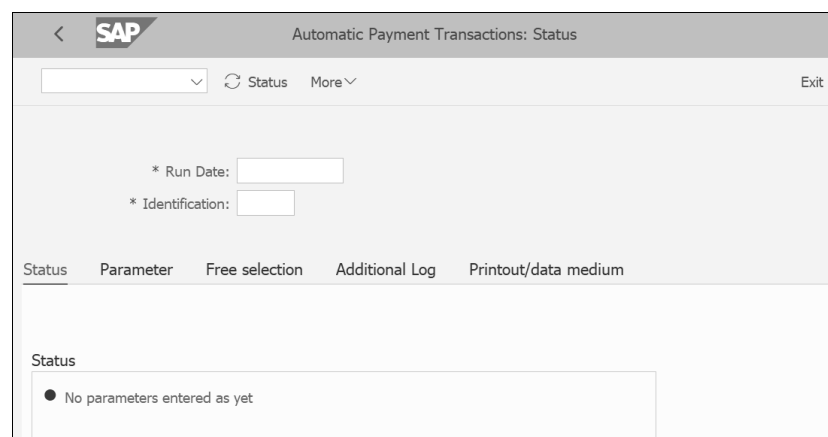 SAP Automatic Payment Transactions: Status
Status More Exit
* Run Date:
* Identification:
Status Parameter Free selection Additional Log Printout/data medium
Status
No parameters entered as yet